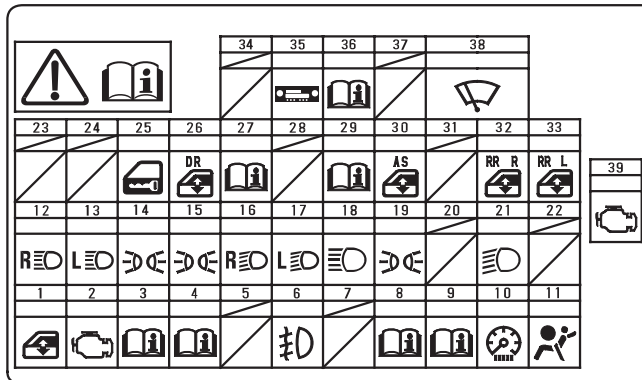 34 35 36 37 38
23 24 25 26 27 28 29 30 31 32 33
DR AS RR R RR L
39
12 13 14 15 16 17 18 19 20 21 22
R L R L
1 2 3 4 5 6 7 8 9 10 11